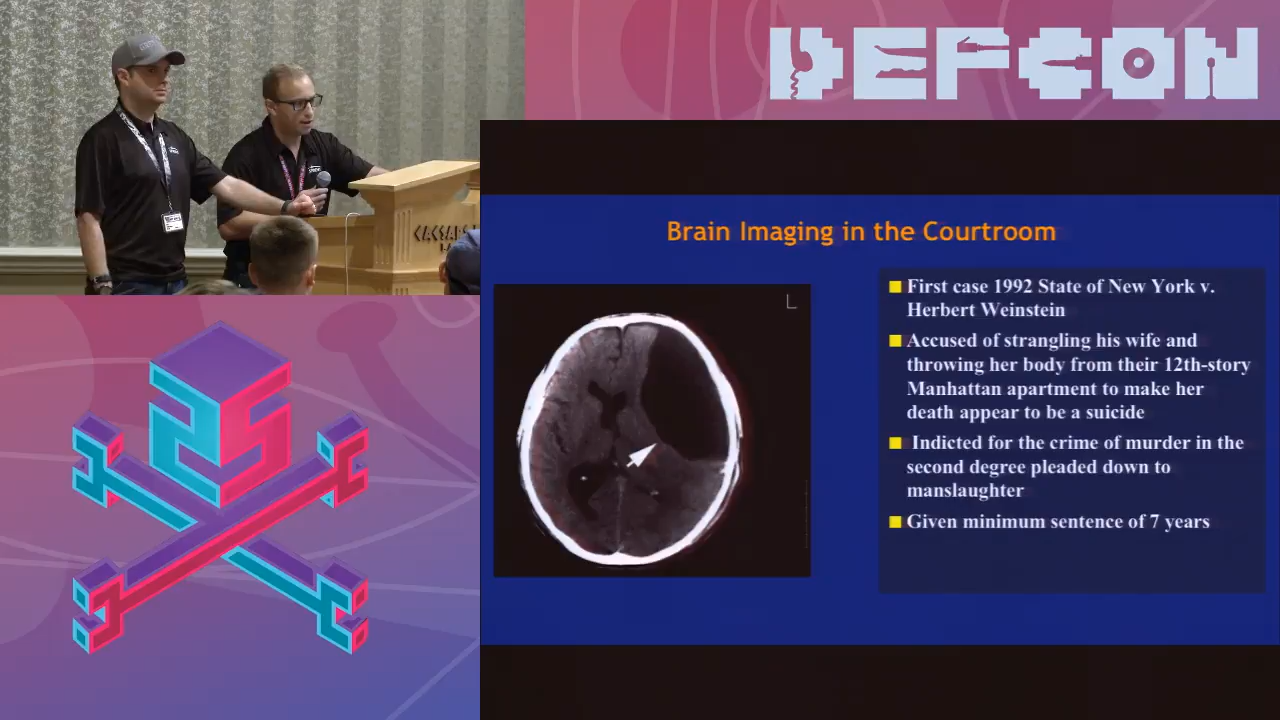 DEFCON
CAESARS
Brain Imaging in the Courtroom
L
First case 1992 State of New York v.
Herbert Weinstein
Accused of strangling his wife and
throwing her body from their 12th-story
Manhattan apartment to make her
death appear to be a suicide
Indicted for the crime of murder in the
second degree pleaded down to
manslaughter
Given minimum sentence of 7 years